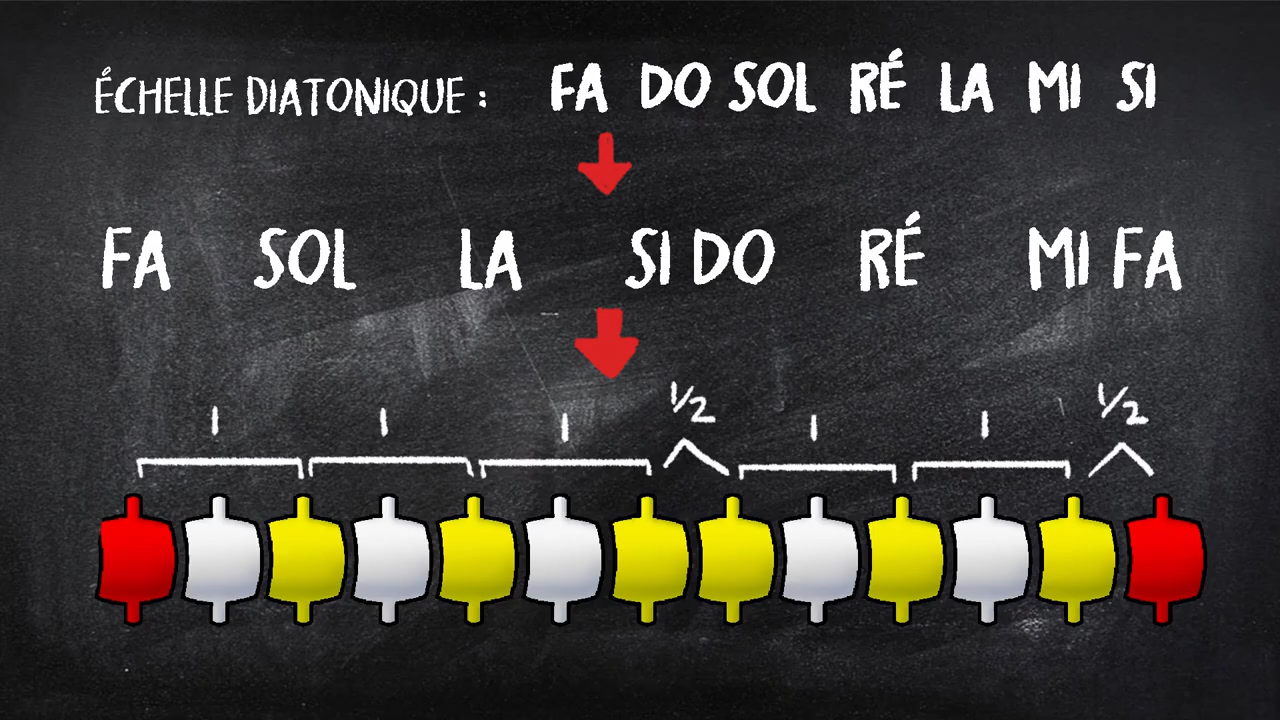 ÉCHELLE DIATONIQUE : FA DO SOL RÉ LA MI SI
FA SOL LA SI DO RÉ MI FA
1 1 1 1/2 1 1 1/2